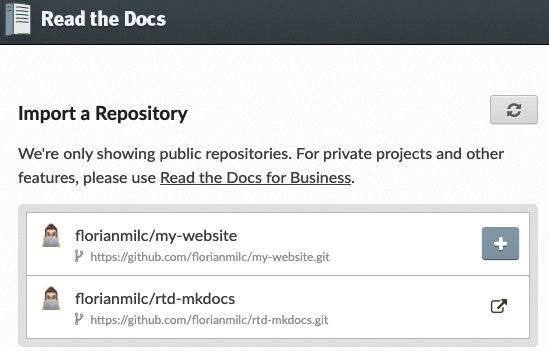 Read the Docs
Import a Repository
We're only showing public repositories. For private projects and other
features, please use Read the Docs for Business.
florianmilc/my-website
https://github.com/florianmilc/my-website.git
florianmilc/rtd-mkdocs
https://github.com/florianmilc/rtd-mkdocs.git